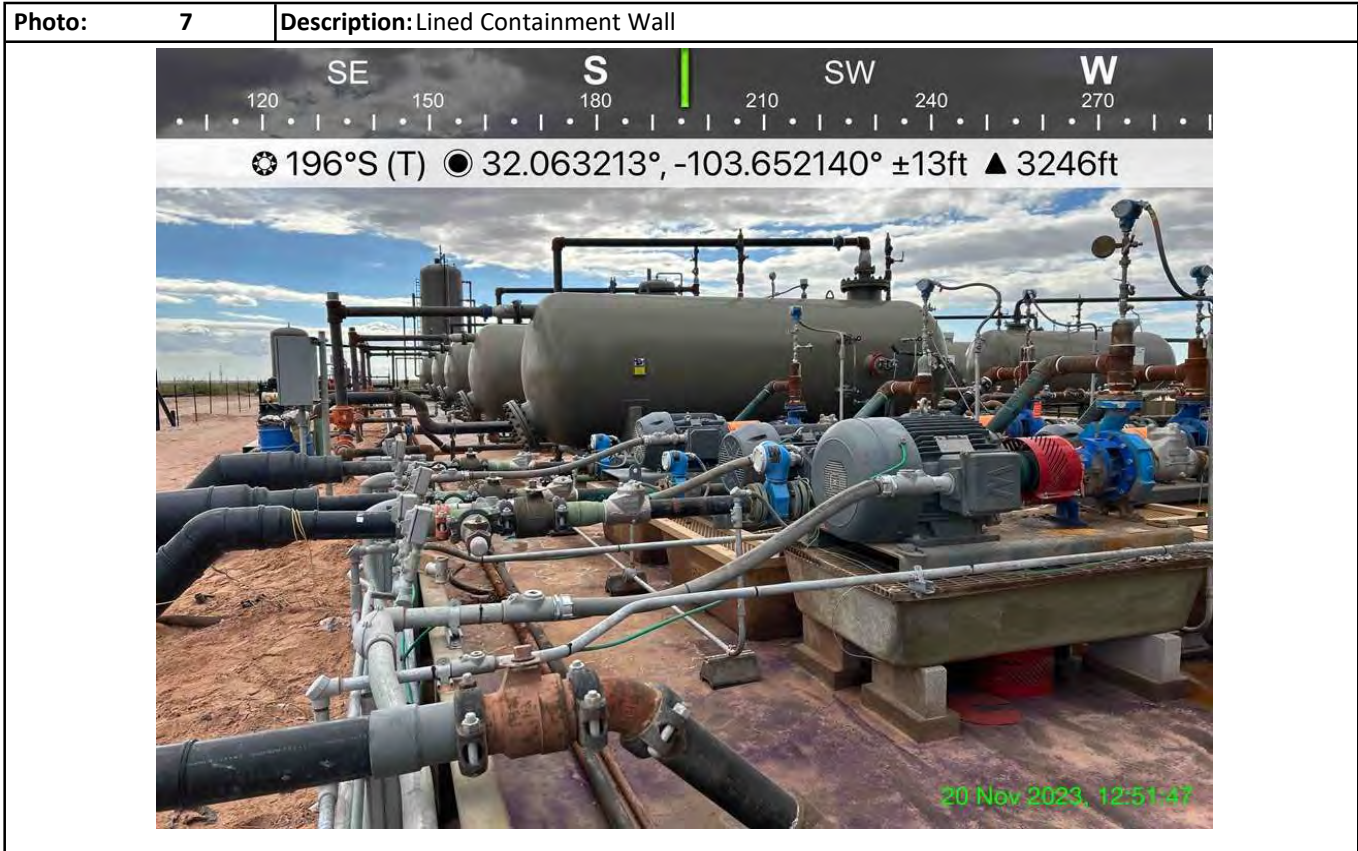 Photo: 7 Description: Lined Containment Wall
SE S SW W
120 150 180 210 240 270
196°S (T) 32.063213°, -103.652140° ±13ft ▲ 3246ft
20 Nov 2023, 12:51:47